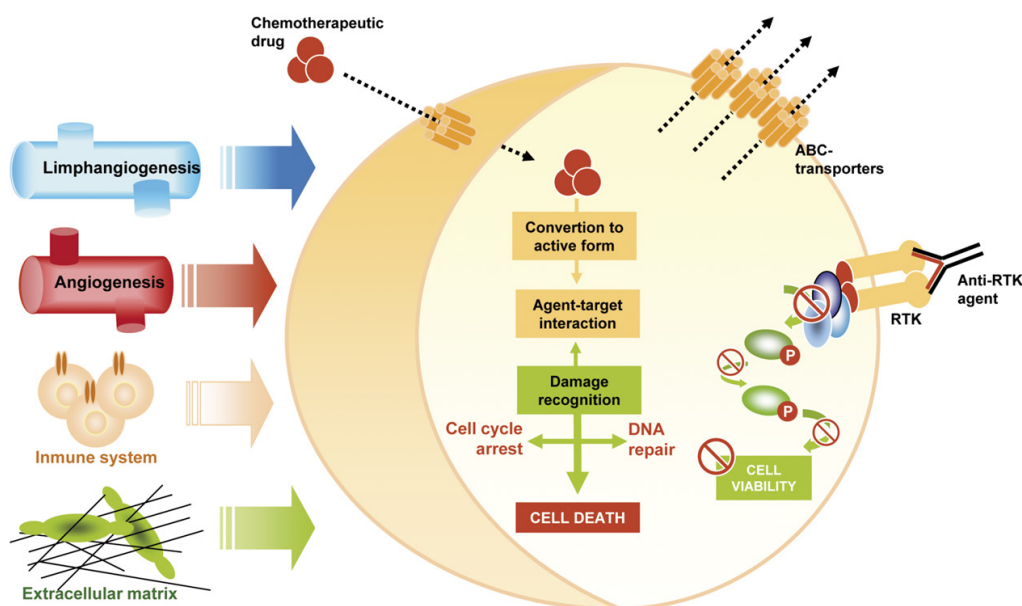 Chemotherapeutic
drug
Limphangiogenesis
ABC-
transporters
Convertion to
active form
Angiogenesis
Anti-RTK
agent
Agent-target
interaction
RTK
P
Damage
recognition
P
Cell cycle
arrest
DNA
repair
Inmune system
CELL
VIABILITY
CELL DEATH
Extracellular matrix